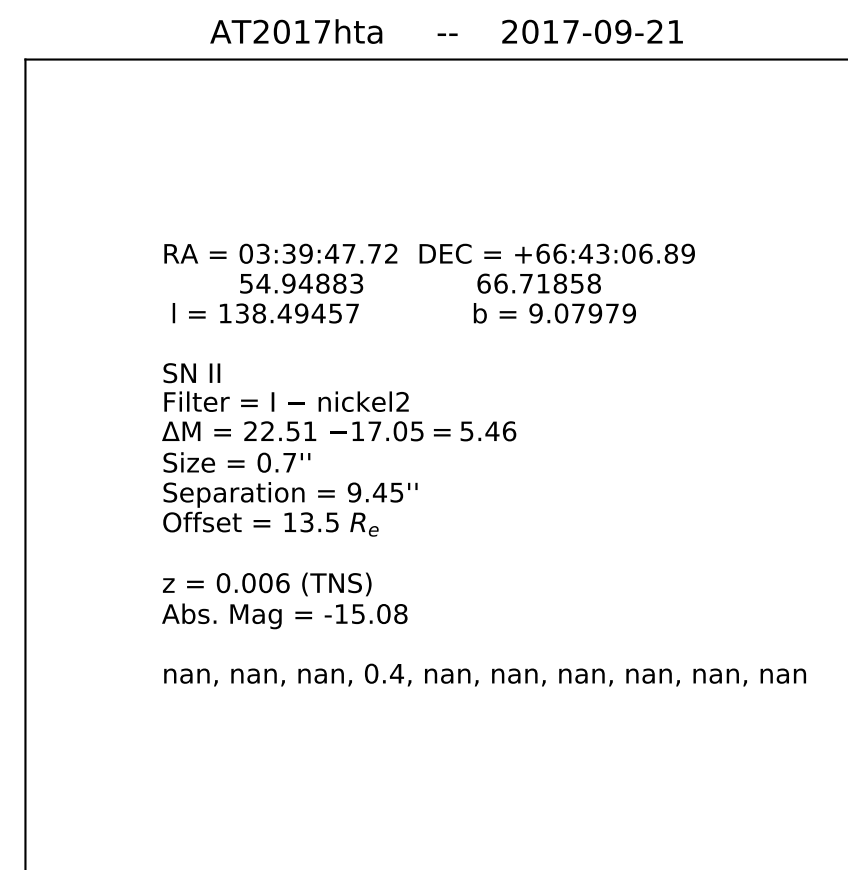 AT2017hta -- 2017-09-21
RA = 03:39:47.72 DEC = +66:43:06.89
54.94883 66.71858
l = 138.49457 b = 9.07979
SN II
Filter = I − nickel2
ΔM = 22.51 −17.05 = 5.46
Size = 0.7''
Separation = 9.45''
Offset = 13.5 Rₑ
z = 0.006 (TNS)
Abs. Mag = -15.08
nan, nan, nan, 0.4, nan, nan, nan, nan, nan, nan